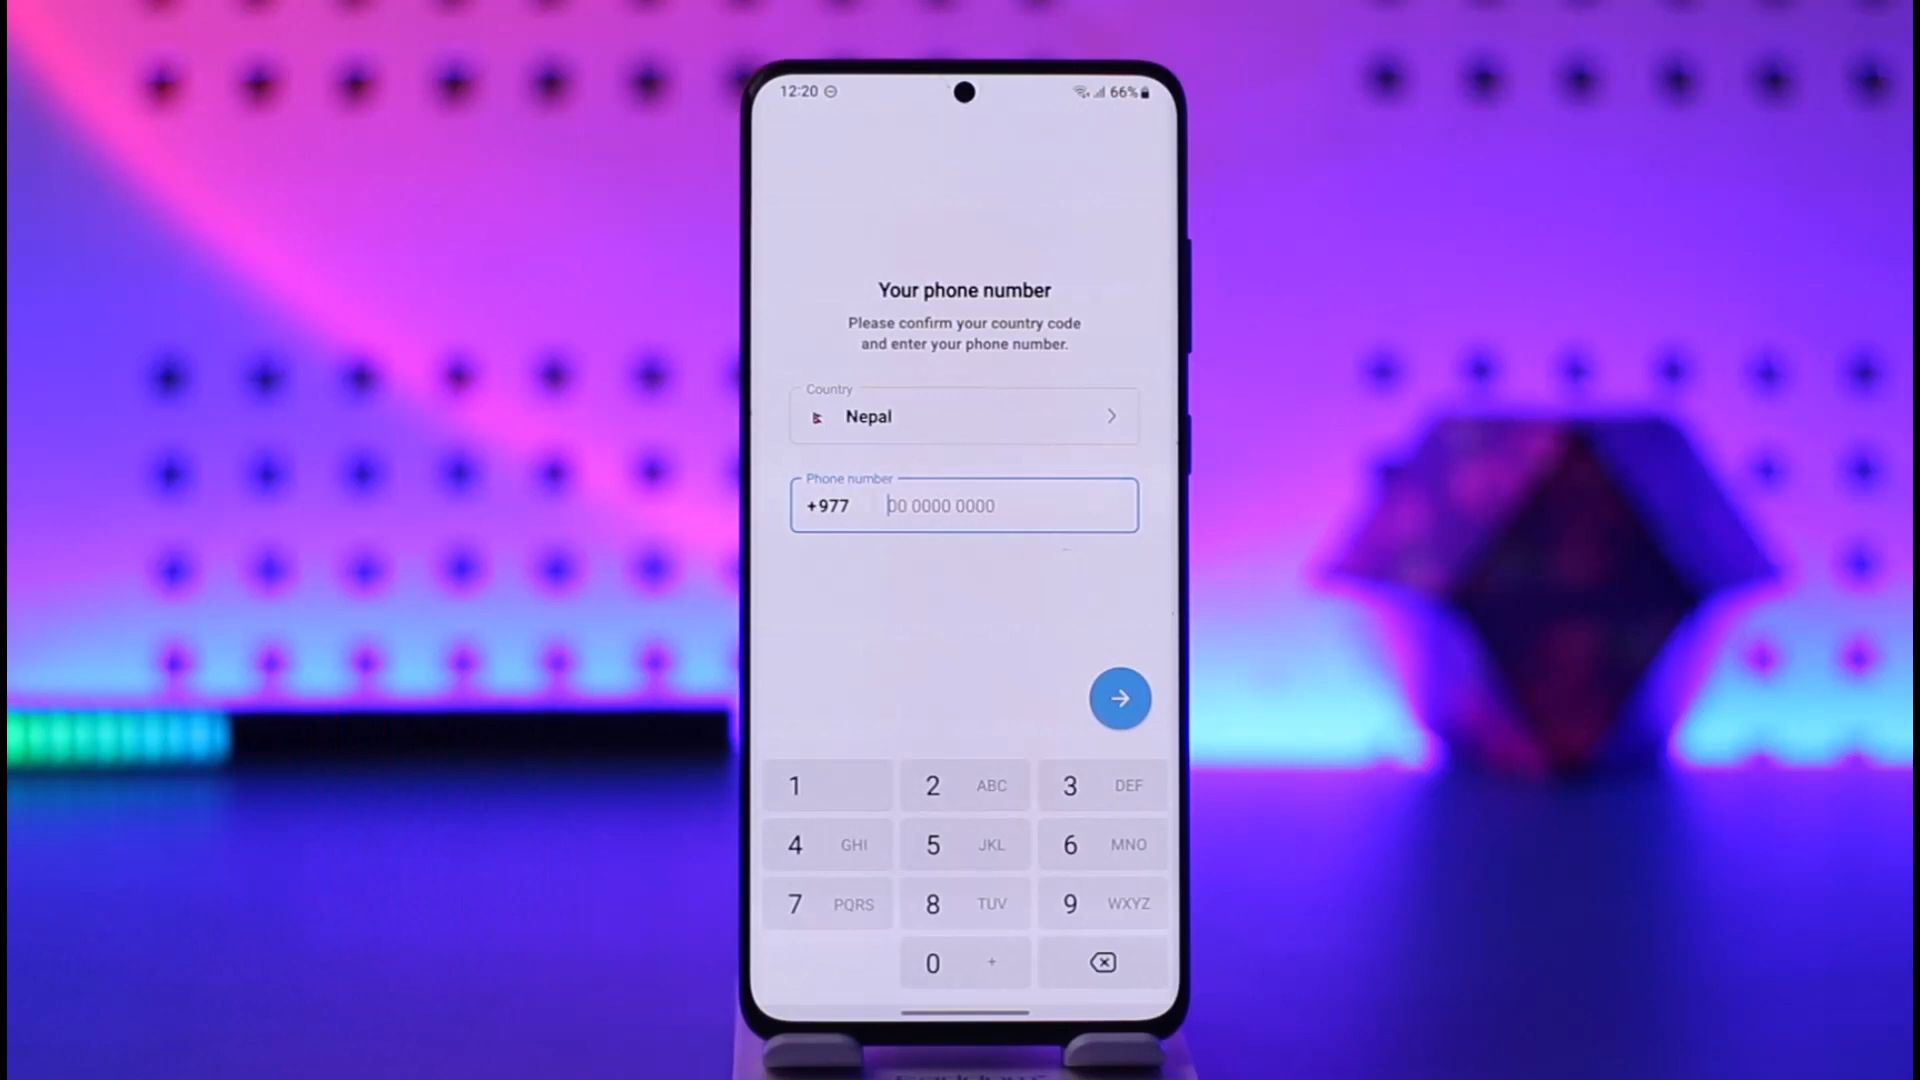 12:20
66%
Your phone number
Please confirm your country code
and enter your phone number.
Country
Nepal
Phone number
+977 00 0000 0000
1
2 ABC
3 DEF
4 GHI
5 JKL
6 MNO
7 PQRS
8 TUV
9 WXYZ
0 +